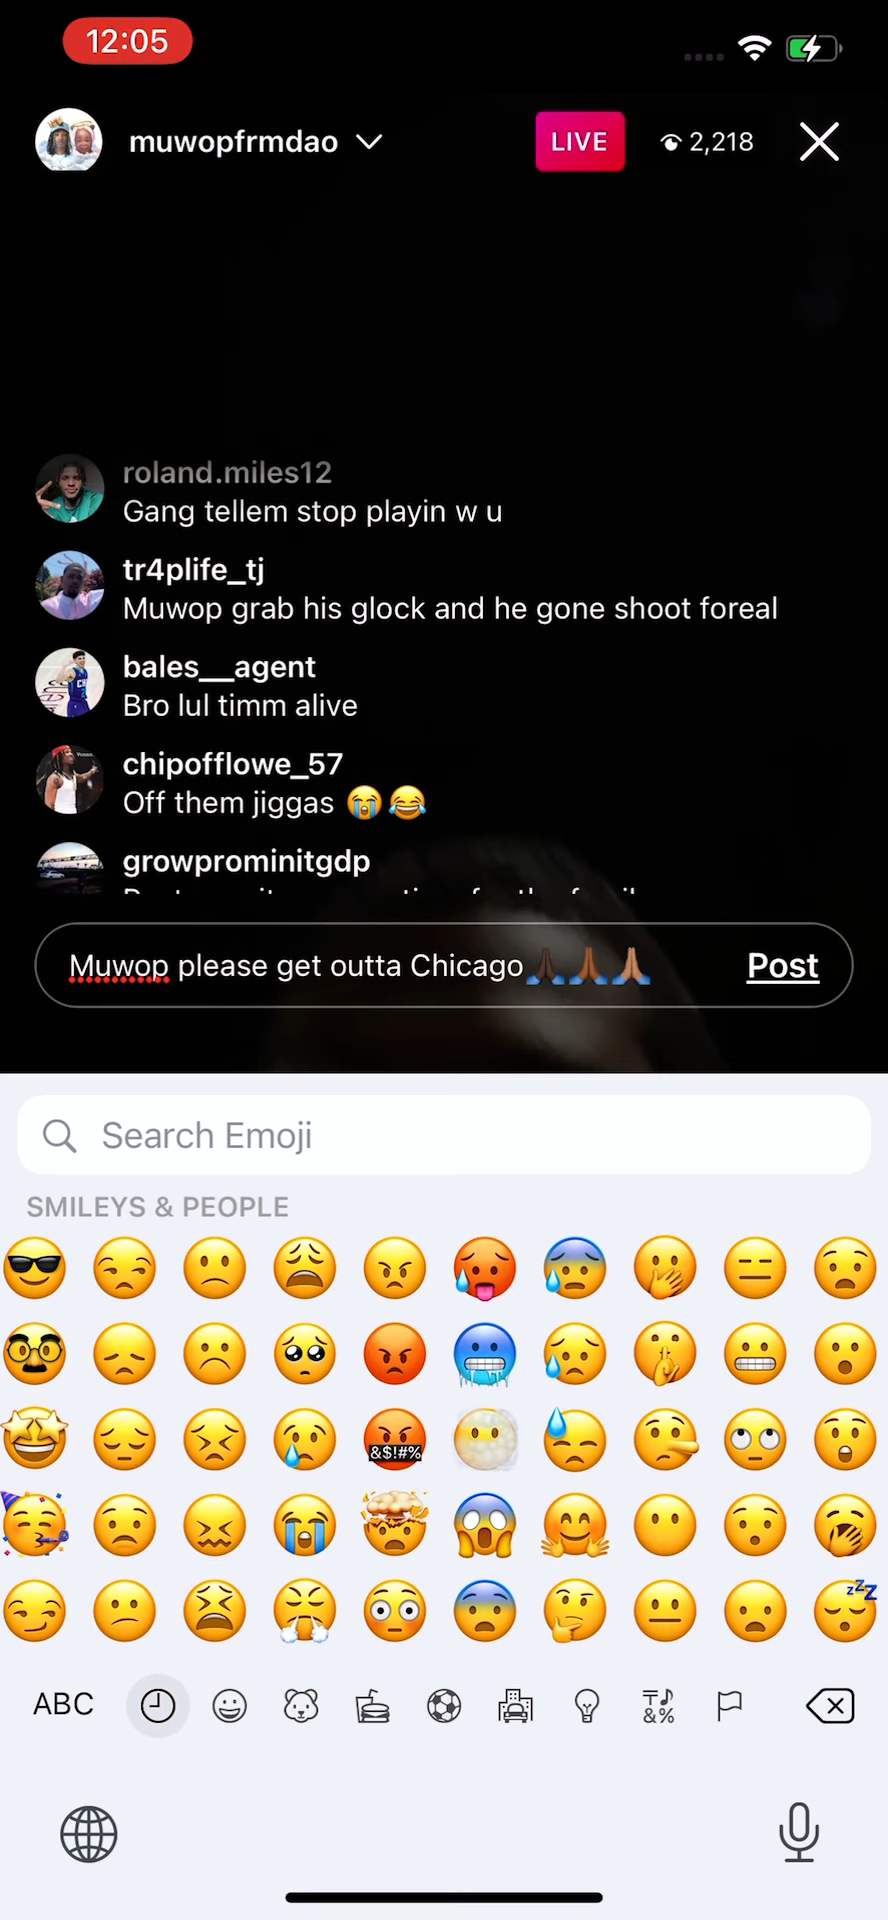 12:05
muwopfrmdao
LIVE
2,218
roland.miles12
Gang tellem stop playin w u
tr4plife_tj
Muwop grab his glock and he gone shoot foreal
bales__agent
Bro lul timm alive
chipofflowe_57
Off them jiggas 😭😂
growprominitgdp
Muwop please get outta Chicago🙏🏿🙏🏾🙏🏽
Post
Search Emoji
SMILEYS & PEOPLE
&$!#%
zzZ
ABC